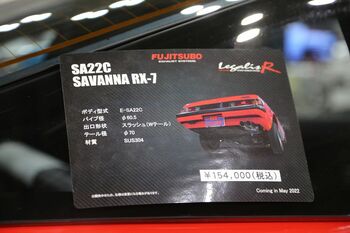 FUJITSUBO
EXHAUST SYSTEMS
Legalis R
SA22C
SAVANNA RX-7
ボディ型式 E-SA22C
パイプ径 φ60.5
出口形状 スラッシュ(Wテール)
テール径 φ70
材質 SUS304
¥154,000(税込)
Coming in May 2022